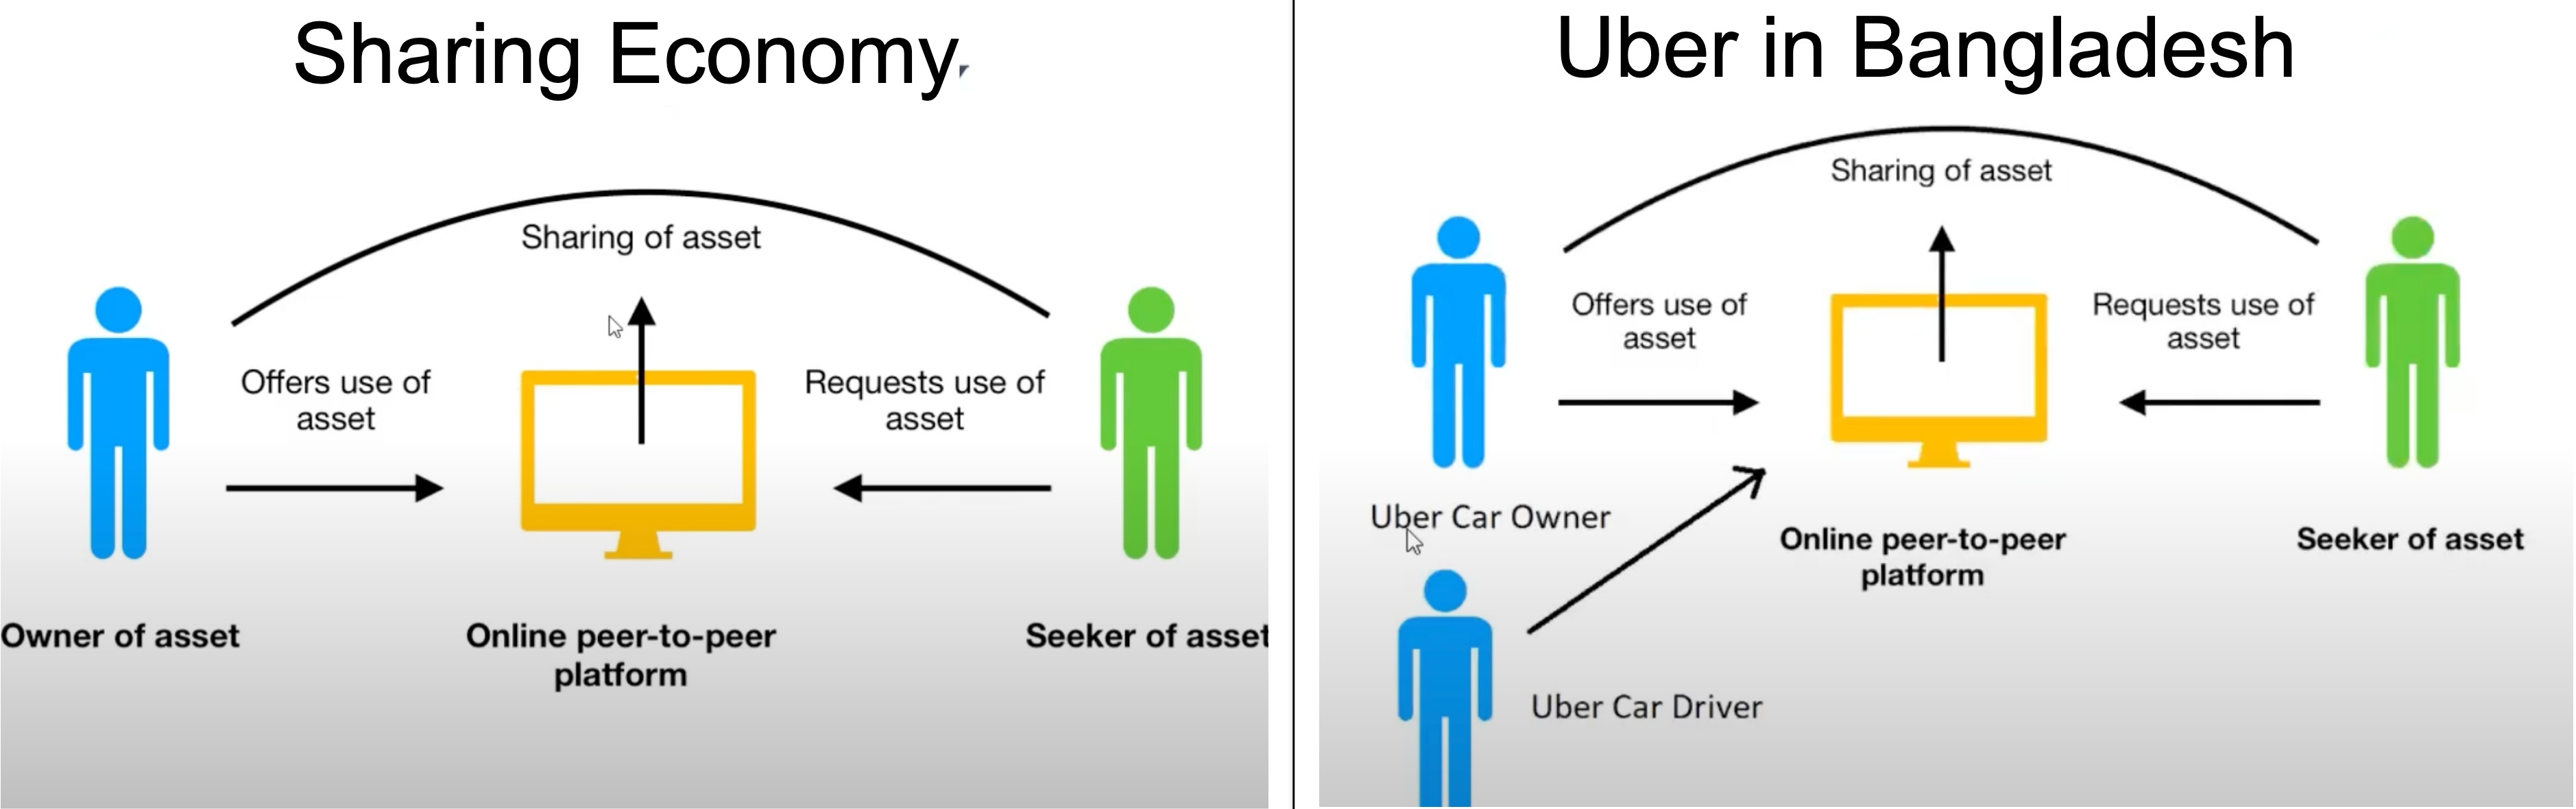 Sharing Economy
Sharing of asset
Offers use of
asset
Requests use of
asset
Owner of asset
Online peer-to-peer
platform
Seeker of asset
Uber in Bangladesh
Sharing of asset
Offers use of
asset
Requests use of
asset
Uber Car Owner
Online peer-to-peer
platform
Seeker of asset
Uber Car Driver